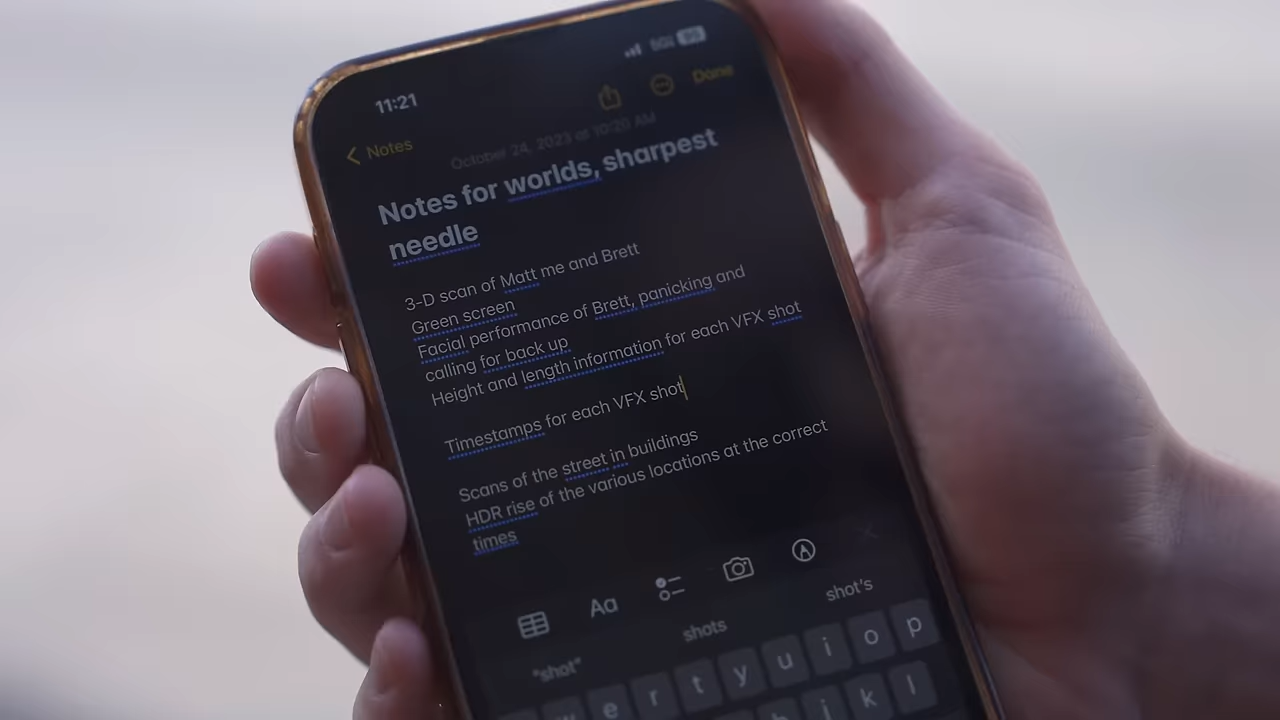 11:21
Done
Notes
October 24, 2023 at 10:20 AM
Notes for worlds, sharpest
needle
3-D scan of Matt me and Brett
Green screen
Facial performance of Brett, panicking and
calling for back up
Height and length information for each VFX shot
Timestamps for each VFX shot
Scans of the street in buildings
HDR rise of the various locations at the correct
times
Aa
"shot"
shots
shot's
w e r t y u i o p
h j k l